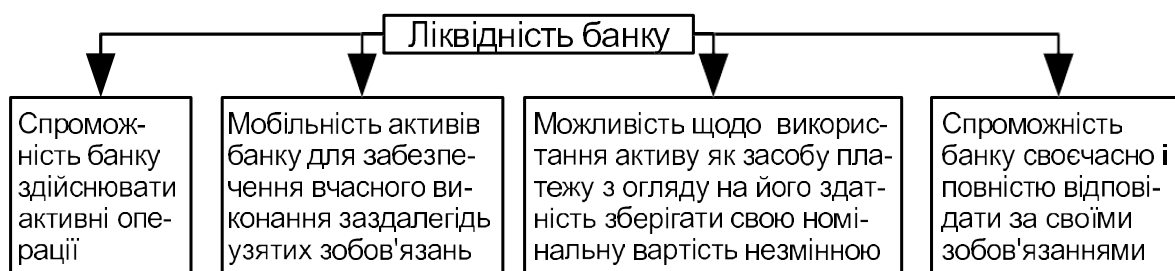 Ліквідність банку
Спромож-
ність банку
здійснювати
активні опе-
рації
Мобільність активів
банку для забезпе-
чення вчасного ви-
конання заздалегідь
узятих зобов'язань
Можливість щодо використ-
тання активу як засобу пла-
тежу з огляду на його здат-
ність зберігати свою номі-
нальну вартість незмінною
Спроможність
банку своєчасно і
повністю відпові-
дати за своїми
зобов'язаннями